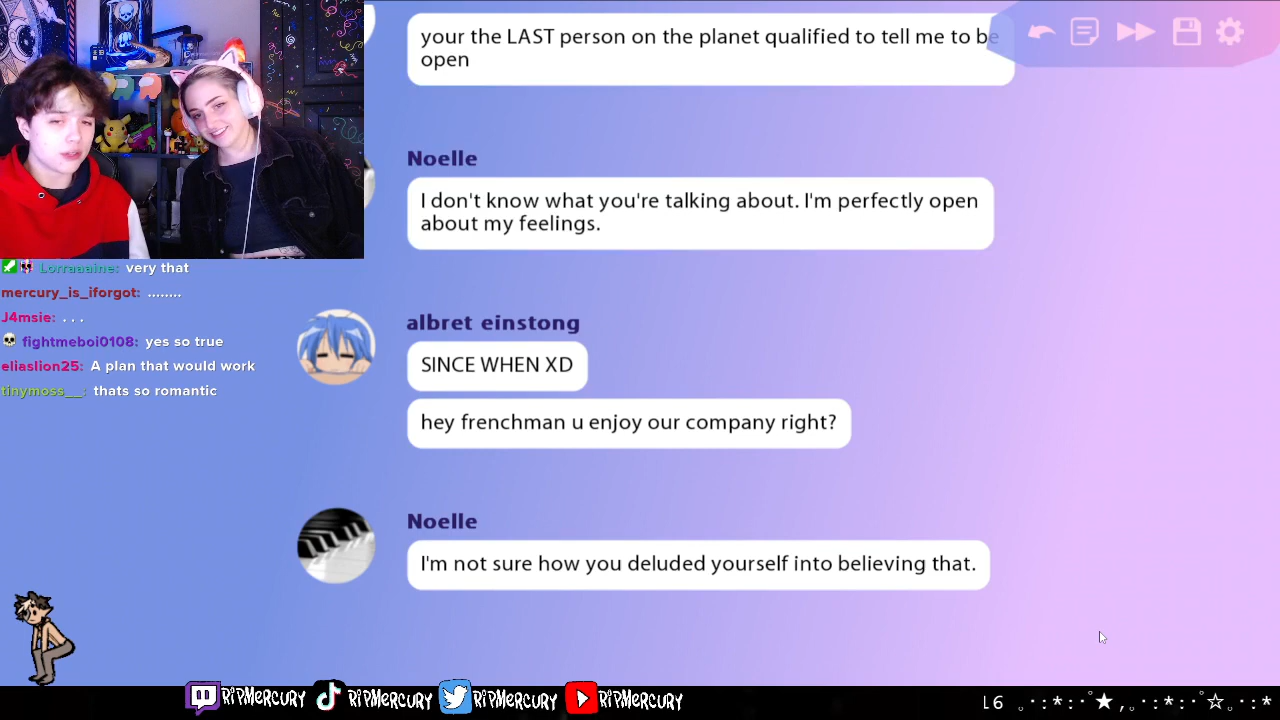 your the LAST person on the planet qualified to tell me to be
open
Noelle
I don't know what you're talking about. I'm perfectly open
about my feelings.
albret einstong
SINCE WHEN XD
hey frenchman u enjoy our company right?
Noelle
I'm not sure how you deluded yourself into believing that.
Lorraaaine: very that
mercury_is_iforgot: ........
J4msie: . . .
fightmeboi0108: yes so true
eliaslion25: A plan that would work
tinymoss__: thats so romantic
RIPMERCURY RIPMERCURY RIPMERCURY RIPMERCURY